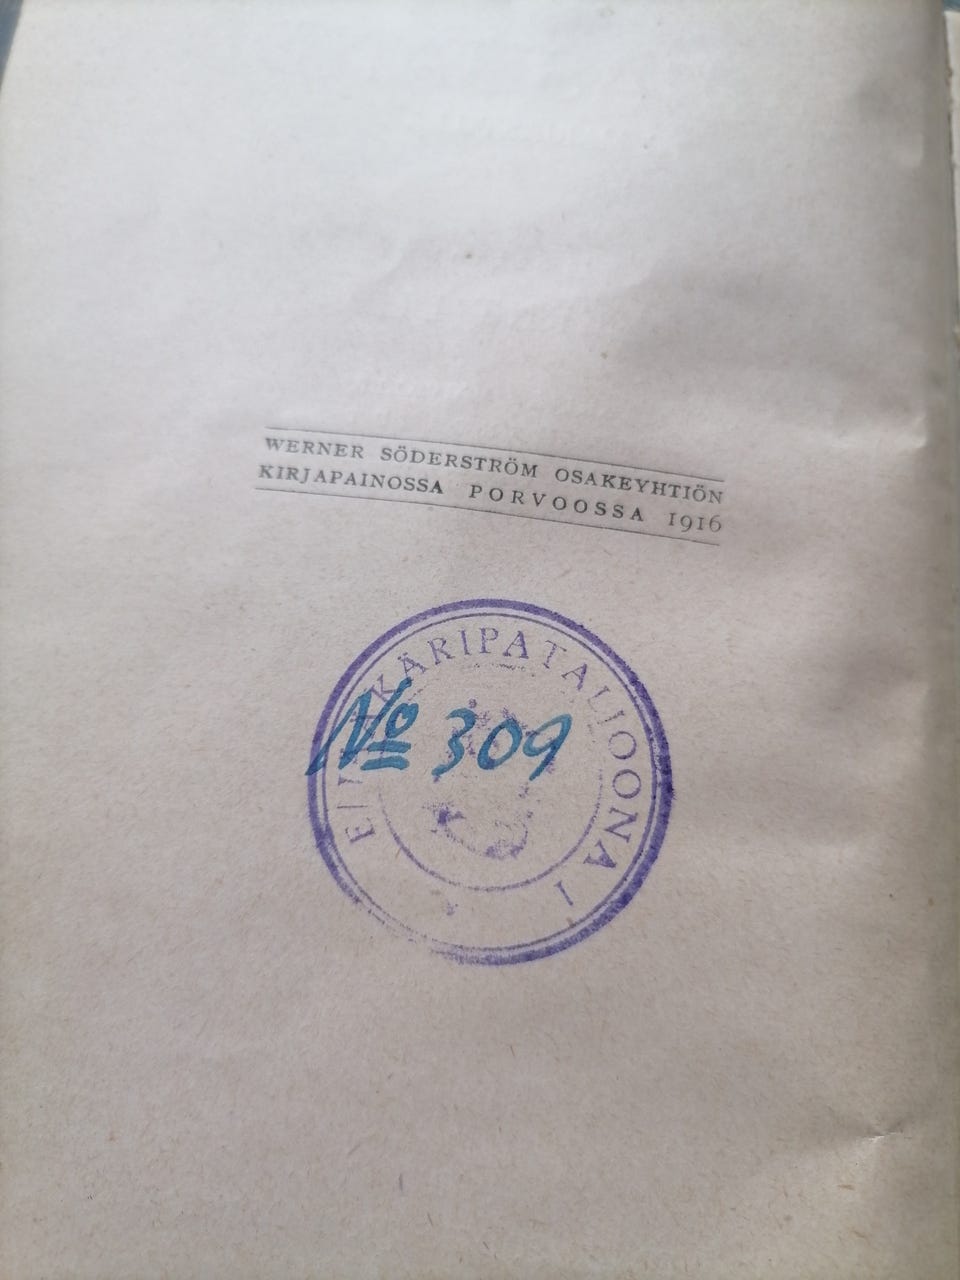 WERNER SÖDERSTRÖM OSAKEYHTIÖN
KIRJAPAINOSSA PORVOOSSA 1916
KÄRIPATALJOONA I
No 309